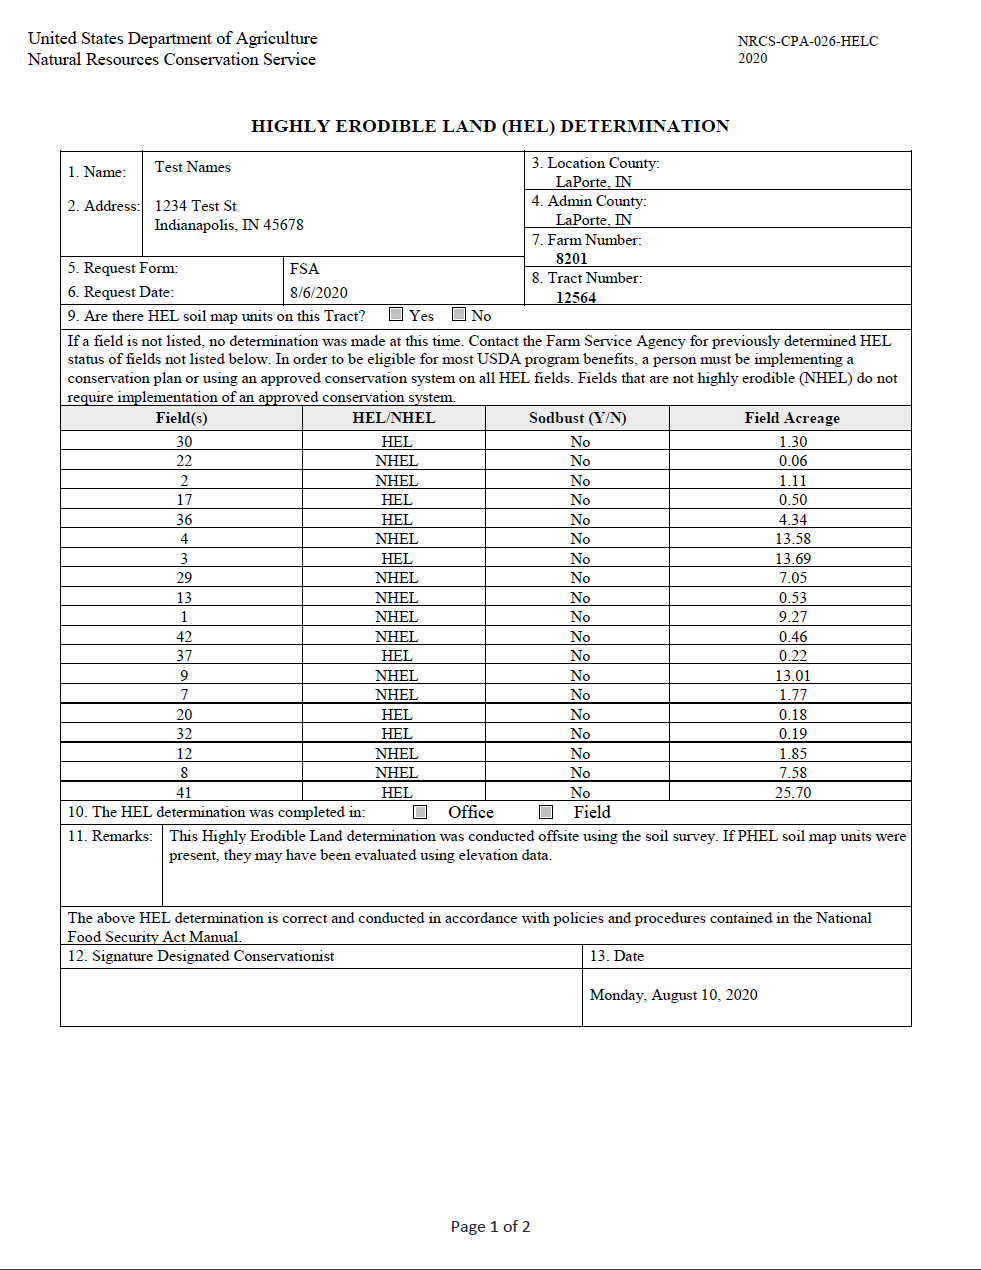 United States Department of Agriculture
Natural Resources Conservation Service
NRCS-CPA-026-HELC
2020
HIGHLY ERODIBLE LAND (HEL) DETERMINATION
1. Name: Test Names
2. Address: 1234 Test St
Indianapolis, IN 45678
3. Location County:
LaPorte, IN
4. Admin County:
LaPorte, IN
7. Farm Number:
8201
8. Tract Number:
12564
5. Request Form: FSA
6. Request Date: 8/6/2020
9. Are there HEL soil map units on this Tract? Yes No
If a field is not listed, no determination was made at this time. Contact the Farm Service Agency for previously determined HEL
status of fields not listed below. In order to be eligible for most USDA program benefits, a person must be implementing a
conservation plan or using an approved conservation system on all HEL fields. Fields that are not highly erodible (NHEL) do not
require implementation of an approved conservation system.
Field(s) HEL/NHEL Sodbust (Y/N) Field Acreage
30 HEL No 1.30
22 NHEL No 0.06
2 NHEL No 1.11
17 HEL No 0.50
36 HEL No 4.34
4 NHEL No 13.58
3 HEL No 13.69
29 NHEL No 7.05
13 NHEL No 0.53
1 NHEL No 9.27
42 NHEL No 0.46
37 HEL No 0.22
9 NHEL No 13.01
7 NHEL No 1.77
20 HEL No 0.18
32 HEL No 0.19
12 NHEL No 1.85
8 NHEL No 7.58
41 HEL No 25.70
10. The HEL determination was completed in: Office Field
11. Remarks: This Highly Erodible Land determination was conducted offsite using the soil survey. If PHEL soil map units were
present, they may have been evaluated using elevation data.
The above HEL determination is correct and conducted in accordance with policies and procedures contained in the National
Food Security Act Manual.
12. Signature Designated Conservationist 13. Date
Monday, August 10, 2020
Page 1 of 2